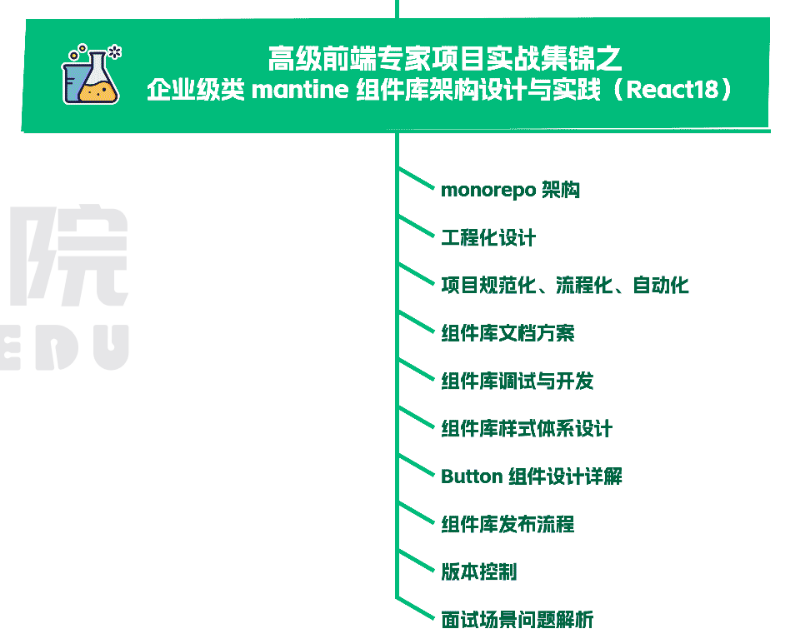 高级前端专家项目实战集锦之
企业级类 mantine 组件库架构设计与实践（React18）
monorepo 架构
工程化设计
院
项目规范化、流程化、自动化
组件库文档方案
EDU
组件库调试与开发
组件库样式体系设计
Button 组件设计详解
组件库发布流程
版本控制
面试场景问题解析